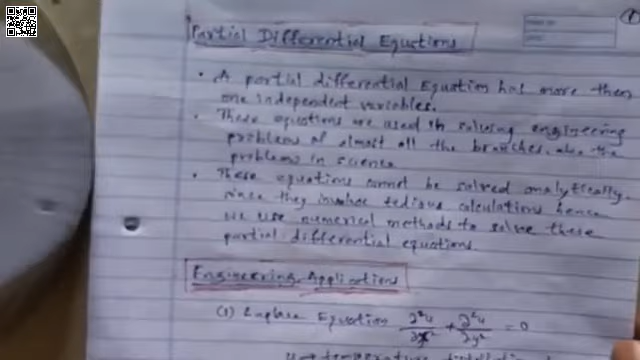 Partial Differential Equations
• A partial differential Equation has more than
one independent variables.
• These equations are used in solving engineering
problems of almost all the branches, also the
problems in science
• These equations cannot be solved analytically,
since they involve tedious calculations hence
we use numerical methods to solve these
partial differential equations
Engineering Applications
(1) Laplace Equation ∂²u/∂x² + ∂²u/∂y² = 0
u → temperature